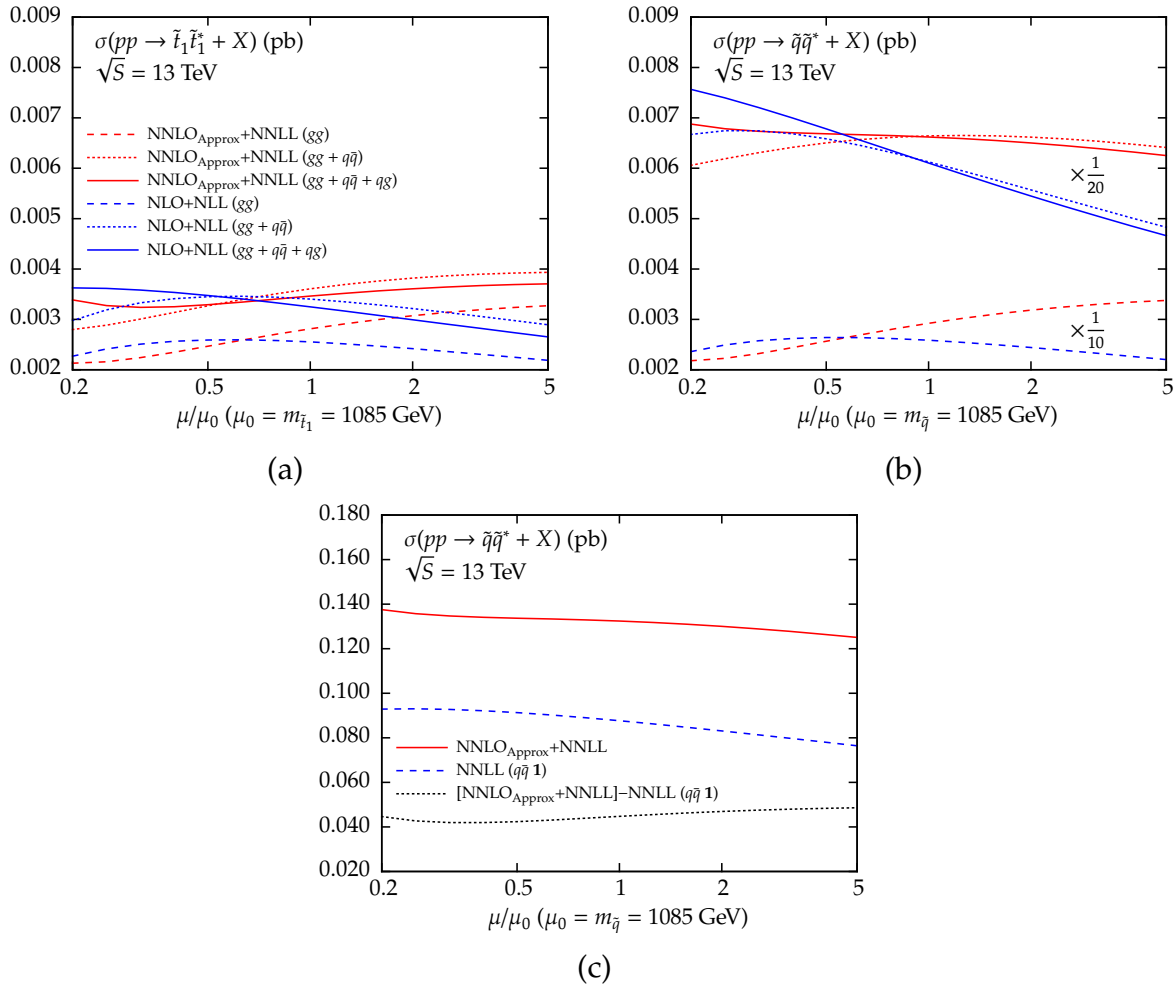 σ(pp → t̃₁t̃₁* + X) (pb)
√S = 13 TeV
0.009
0.008
0.007
0.006
0.005
0.004
0.003
0.002
NNLO_Approx+NNLL (gg)
NNLO_Approx+NNLL (gg + qq̄)
NNLO_Approx+NNLL (gg + qq̄ + qg)
NLO+NLL (gg)
NLO+NLL (gg + qq̄)
NLO+NLL (gg + qq̄ + qg)
0.2 0.5 1 2 5
μ/μ₀ (μ₀ = m_t̃₁ = 1085 GeV)
(a)
σ(pp → q̃q̃* + X) (pb)
√S = 13 TeV
0.009
0.008
0.007
0.006
0.005
0.004
0.003
0.002
×1/20
×1/10
0.2 0.5 1 2 5
μ/μ₀ (μ₀ = m_q̃ = 1085 GeV)
(b)
σ(pp → q̃q̃* + X) (pb)
√S = 13 TeV
0.180
0.160
0.140
0.120
0.100
0.080
0.060
0.040
0.020
NNLO_Approx+NNLL
NNLL (qq̄ 1)
[NNLO_Approx+NNLL]−NNLL (qq̄ 1)
0.2 0.5 1 2 5
μ/μ₀ (μ₀ = m_q̃ = 1085 GeV)
(c)